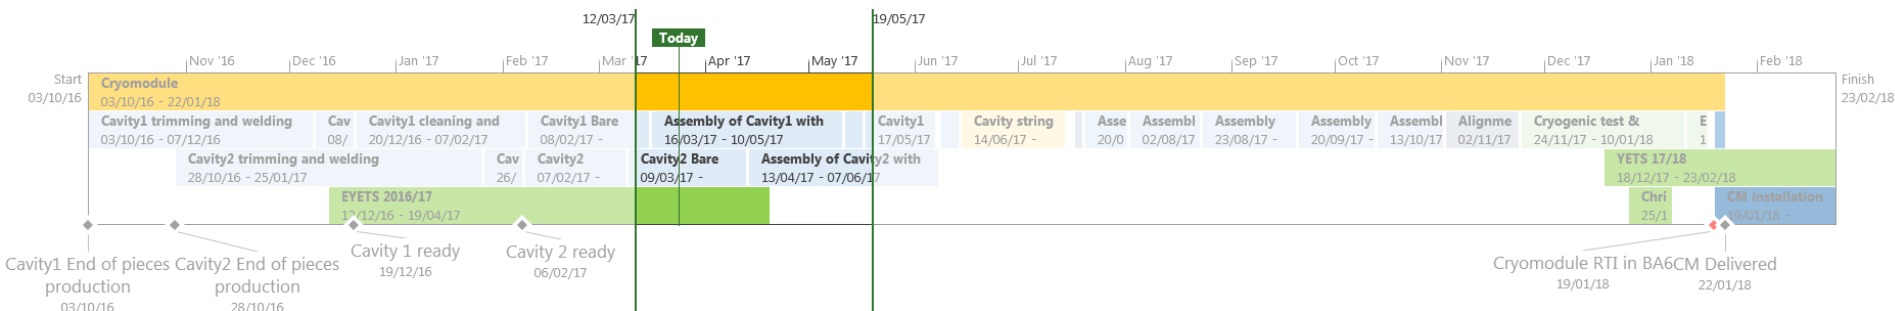 12/03/17
19/05/17
Today
Nov '16 Dec '16 Jan '17 Feb '17 Mar '17 Apr '17 May '17 Jun '17 Jul '17 Aug '17 Sep '17 Oct '17 Nov '17 Dec '17 Jan '18 Feb '18
Start
03/10/16
Finish
23/02/18
Cryomodule
03/10/16 - 22/01/18
Cavity1 trimming and welding
03/10/16 - 07/12/16
Cav
08/
Cavity1 cleaning and
20/12/16 - 07/02/17
Cavity1 Bare
08/02/17 -
Assembly of Cavity1 with
16/03/17 - 10/05/17
Cavity1
17/05/17
Cavity string
14/06/17 -
Asse
20/0
Assembl
02/08/17
Assembly
23/08/17 -
Assembly
20/09/17 -
Assembl
13/10/17
Alignme
02/11/17
Cryogenic test &
24/11/17 - 10/01/18
E
1
Cavity2 trimming and welding
28/10/16 - 25/01/17
Cav
26/
Cavity2
07/02/17 -
Cavity2 Bare
09/03/17 -
Assembly of Cavity2 with
13/04/17 - 07/06/17
YETS 17/18
18/12/17 - 23/02/18
EYETS 2016/17
12/12/16 - 19/04/17
Chri
25/1
CM installation
19/01/18 -
Cavity1 End of pieces
production
03/10/16
Cavity2 End of pieces
production
28/10/16
Cavity 1 ready
19/12/16
Cavity 2 ready
06/02/17
Cryomodule RTI in BA6
19/01/18
CM Delivered
22/01/18